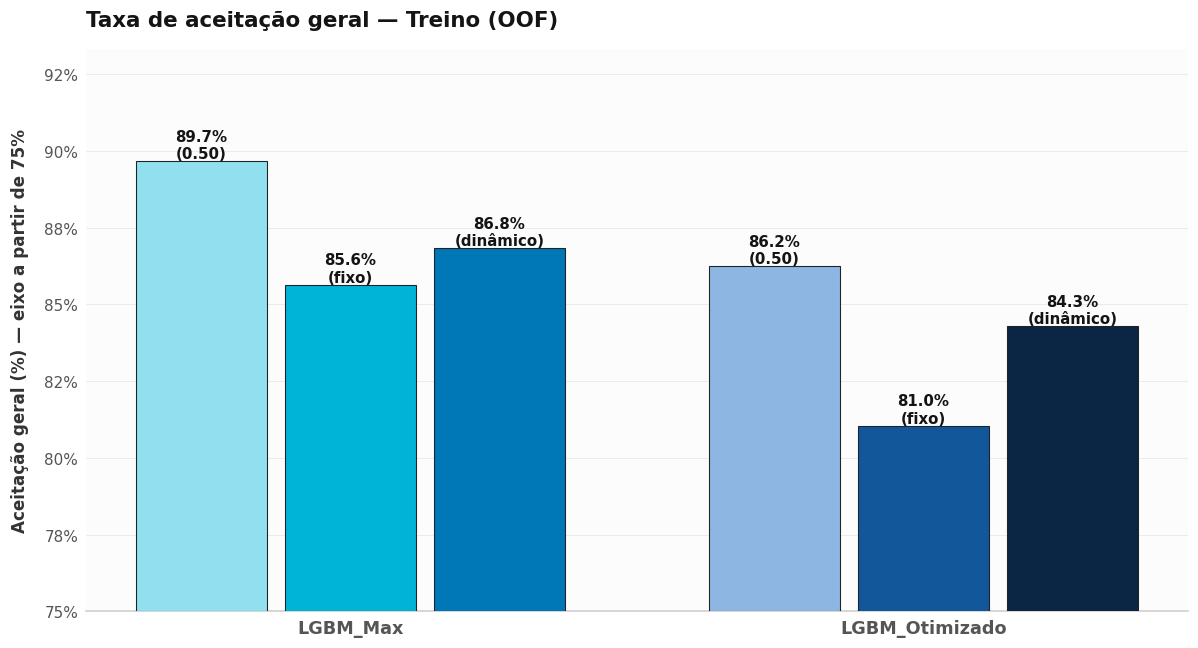 Taxa de aceitação geral — Treino (OOF)
Aceitação geral (%) — eixo a partir de 75%
92%
90%
88%
85%
82%
80%
78%
75%
89.7%
(0.50)
85.6%
(fixo)
86.8%
(dinâmico)
86.2%
(0.50)
81.0%
(fixo)
84.3%
(dinâmico)
LGBM_Max
LGBM_Otimizado